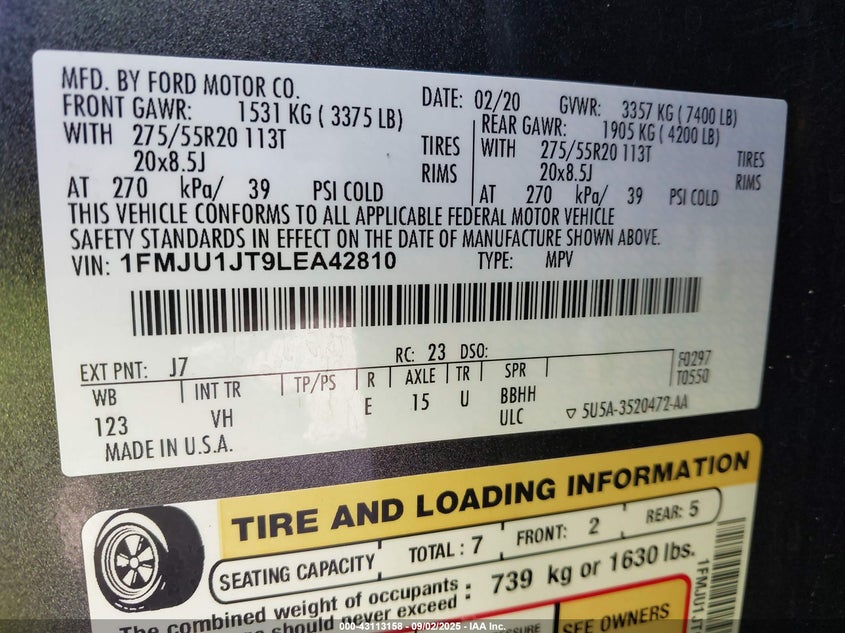 MFD. BY FORD MOTOR CO.
DATE: 02/20 GVWR: 3357 KG ( 7400 LB)
FRONT GAWR: 1531 KG ( 3375 LB)
WITH 275/55R20 113T TIRES
20x8.5J RIMS
AT 270 kPa/ 39 PSI COLD
REAR GAWR: 1905 KG ( 4200 LB)
WITH 275/55R20 113T TIRES
20x8.5J RIMS
AT 270 kPa/ 39 PSI COLD
THIS VEHICLE CONFORMS TO ALL APPLICABLE FEDERAL MOTOR VEHICLE
SAFETY STANDARDS IN EFFECT ON THE DATE OF MANUFACTURE SHOWN ABOVE.
VIN: 1FMJU1JT9LEA42810 TYPE: MPV
EXT PNT: J7 RC: 23 DSO: F0297
WB INT TR TP/PS R AXLE TR SPR T0550
123 VH E 15 U BBHH
ULC ▽ 5U5A-3520472-AA
MADE IN U.S.A.
TIRE AND LOADING INFORMATION
SEATING CAPACITY TOTAL : 7 FRONT: 2 REAR: 5
The combined weight of occupants
should never exceed : 739 kg or 1630 lbs.
SEE OWNERS
1FMJU1JT
000-43113158 - 09/02/2025 - IAA Inc.